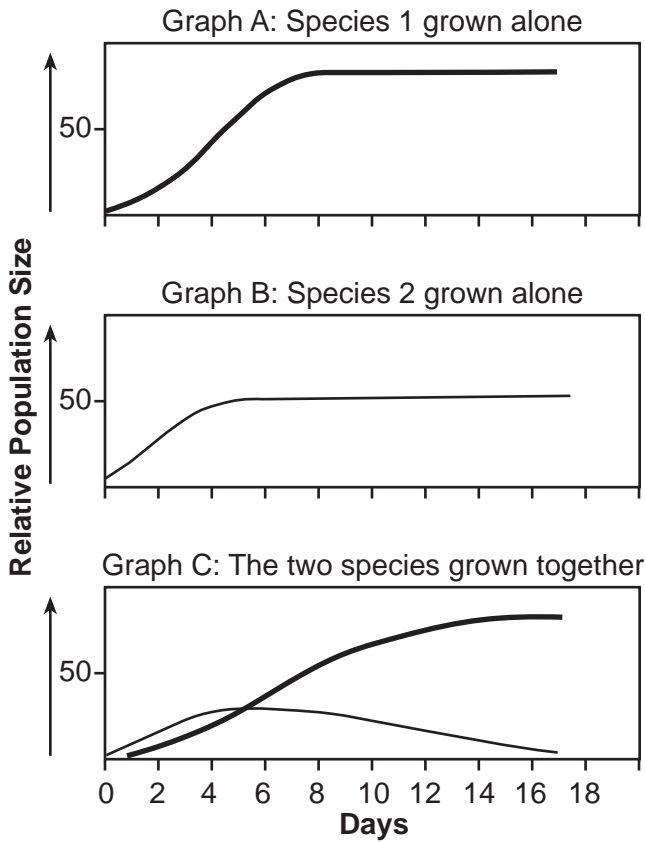 Graph A: Species 1 grown alone
50
Graph B: Species 2 grown alone
50
Relative Population Size
Graph C: The two species grown together
50
0 2 4 6 8 10 12 14 16 18
Days